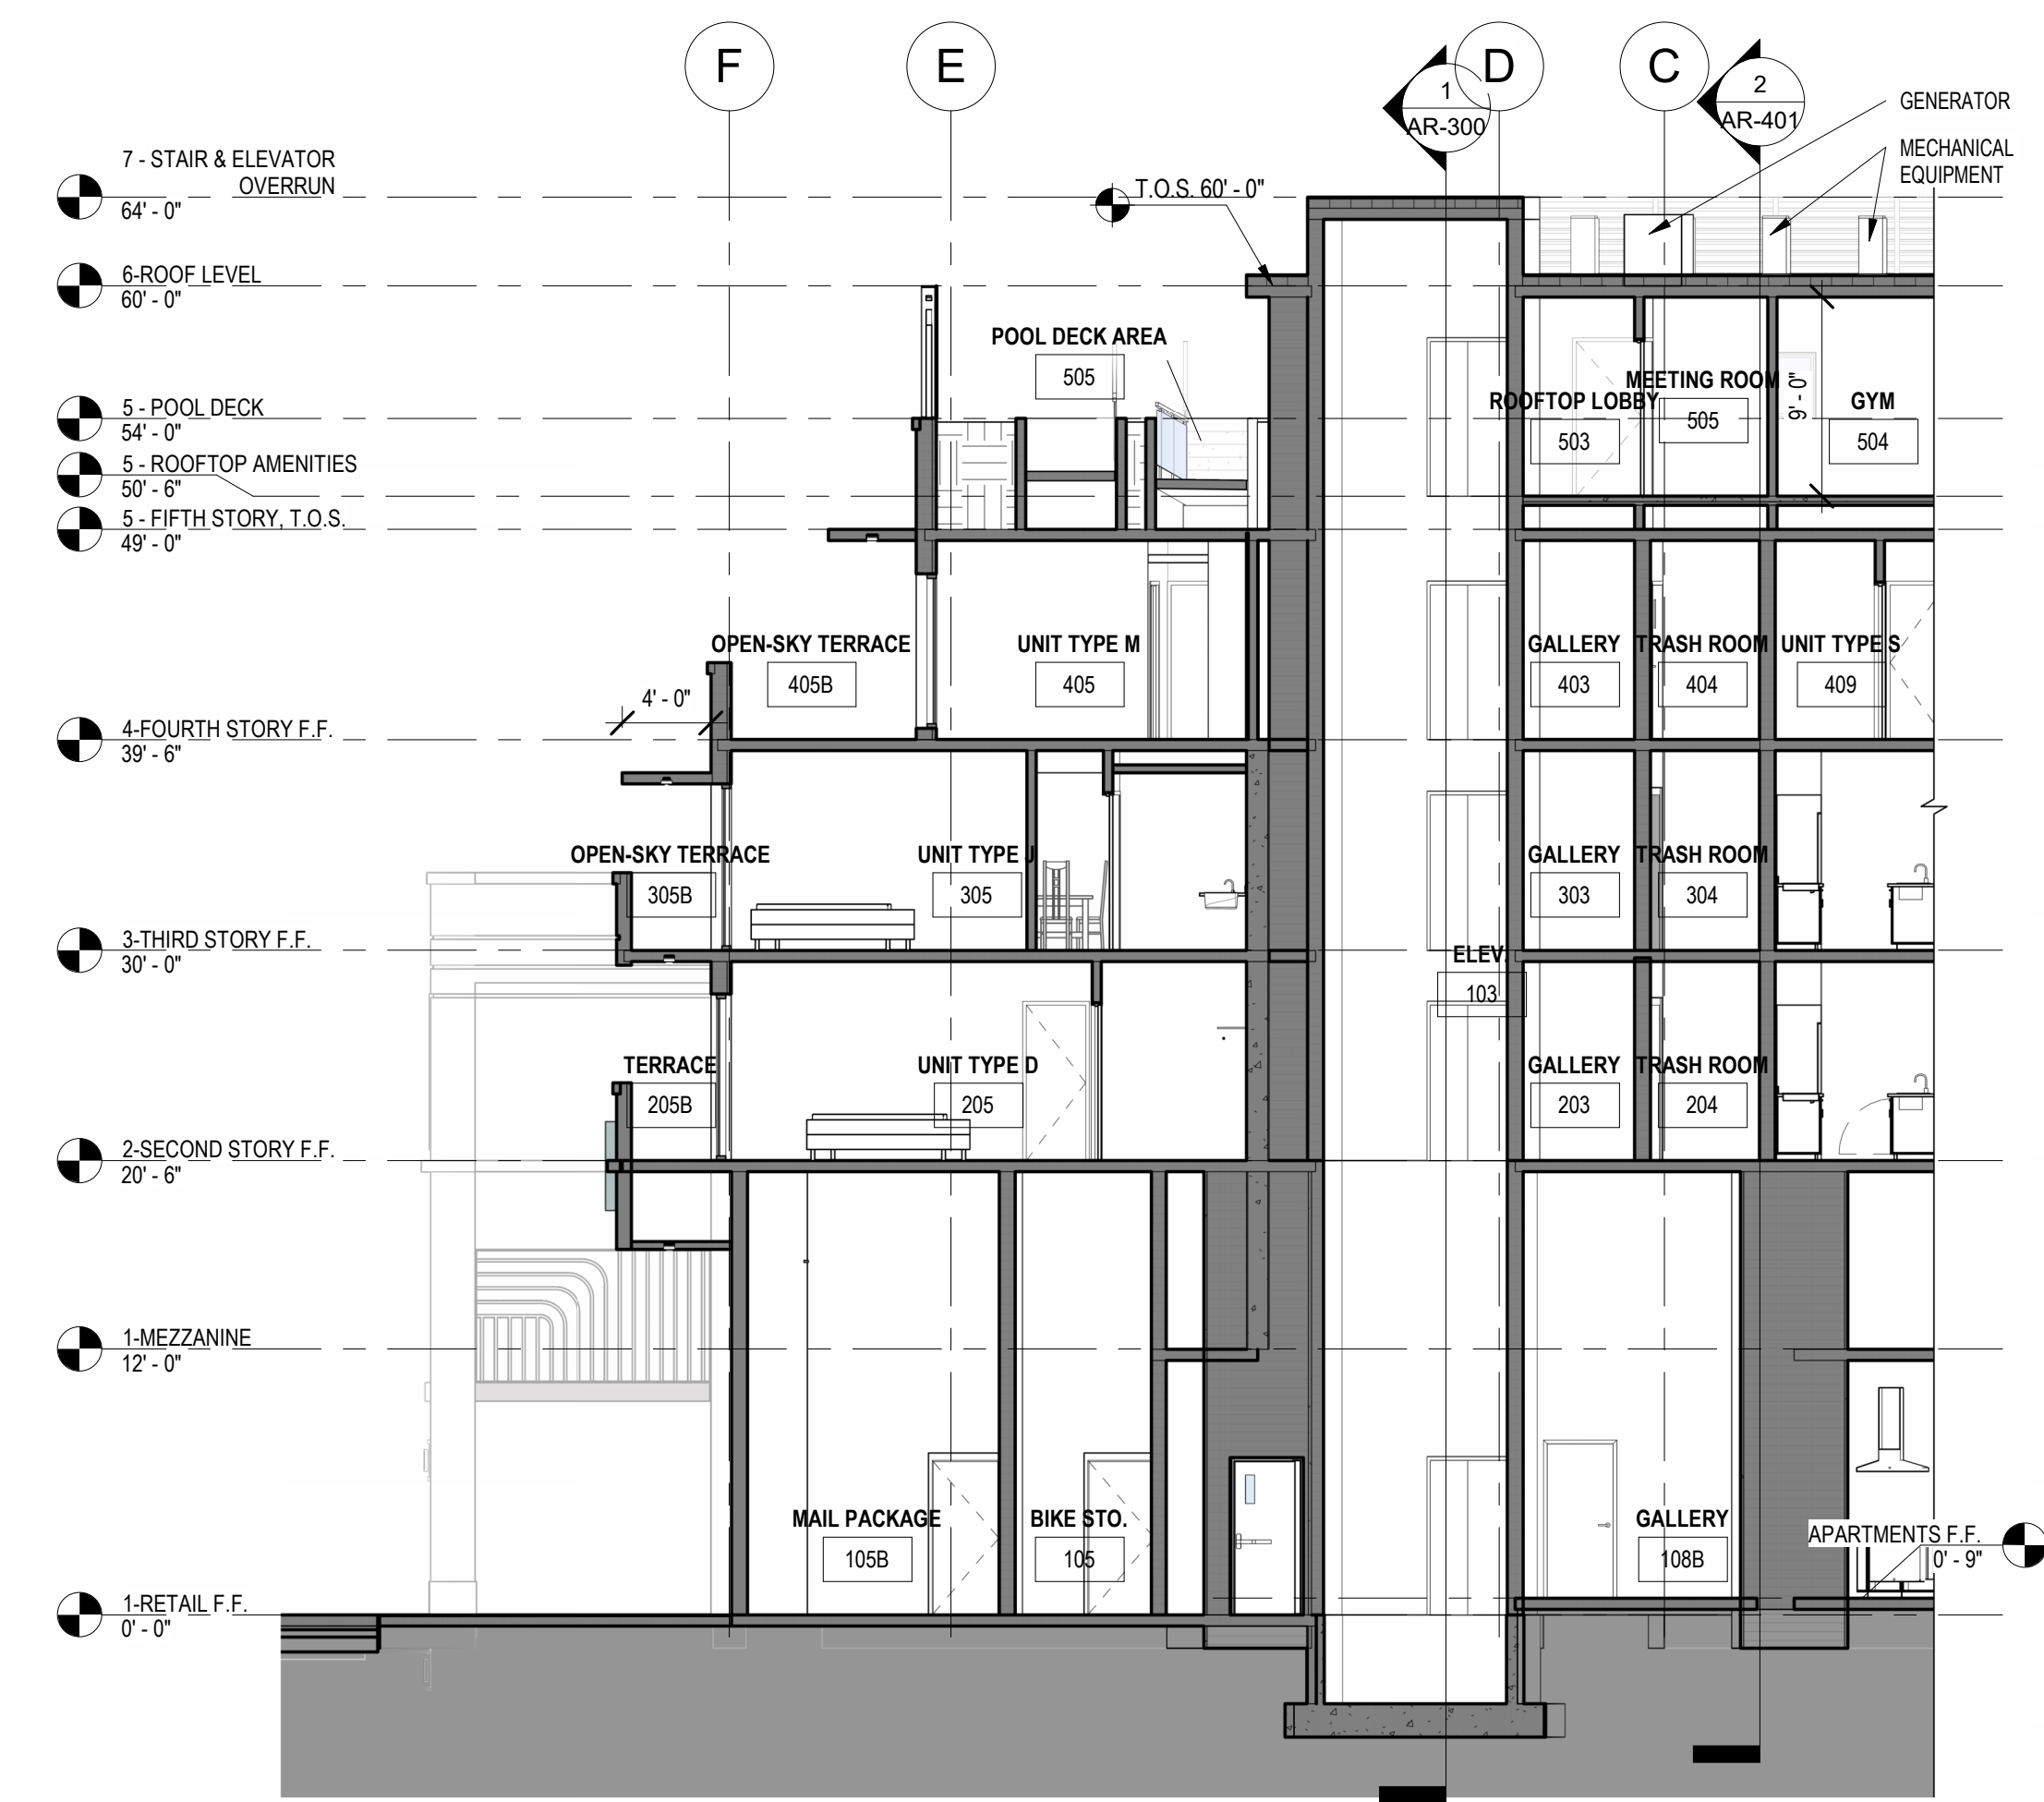 F
E
D
C
1
AR-300
2
AR-401
GENERATOR
MECHANICAL
EQUIPMENT
7 - STAIR & ELEVATOR
OVERRUN
64' - 0"
T.O.S. 60' - 0"
6-ROOF LEVEL
60' - 0"
POOL DECK AREA
505
5 - POOL DECK
54' - 0"
ROOFTOP LOBBY
503
MEETING ROOM
505
9' - 0"
GYM
504
5 - ROOFTOP AMENITIES
50' - 6"
5 - FIFTH STORY, T.O.S.
49' - 0"
OPEN-SKY TERRACE
405B
UNIT TYPE M
405
GALLERY
403
TRASH ROOM
404
UNIT TYPE S
409
4' - 0"
4-FOURTH STORY F.F.
39' - 6"
OPEN-SKY TERRACE
305B
UNIT TYPE J
305
GALLERY
303
TRASH ROOM
304
3-THIRD STORY F.F.
30' - 0"
ELEV.
103
TERRACE
205B
UNIT TYPE D
205
GALLERY
203
TRASH ROOM
204
2-SECOND STORY F.F.
20' - 6"
1-MEZZANINE
12' - 0"
MAIL PACKAGE
105B
BIKE STO.
105
GALLERY
108B
APARTMENTS F.F.
0' - 9"
1-RETAIL F.F.
0' - 0"